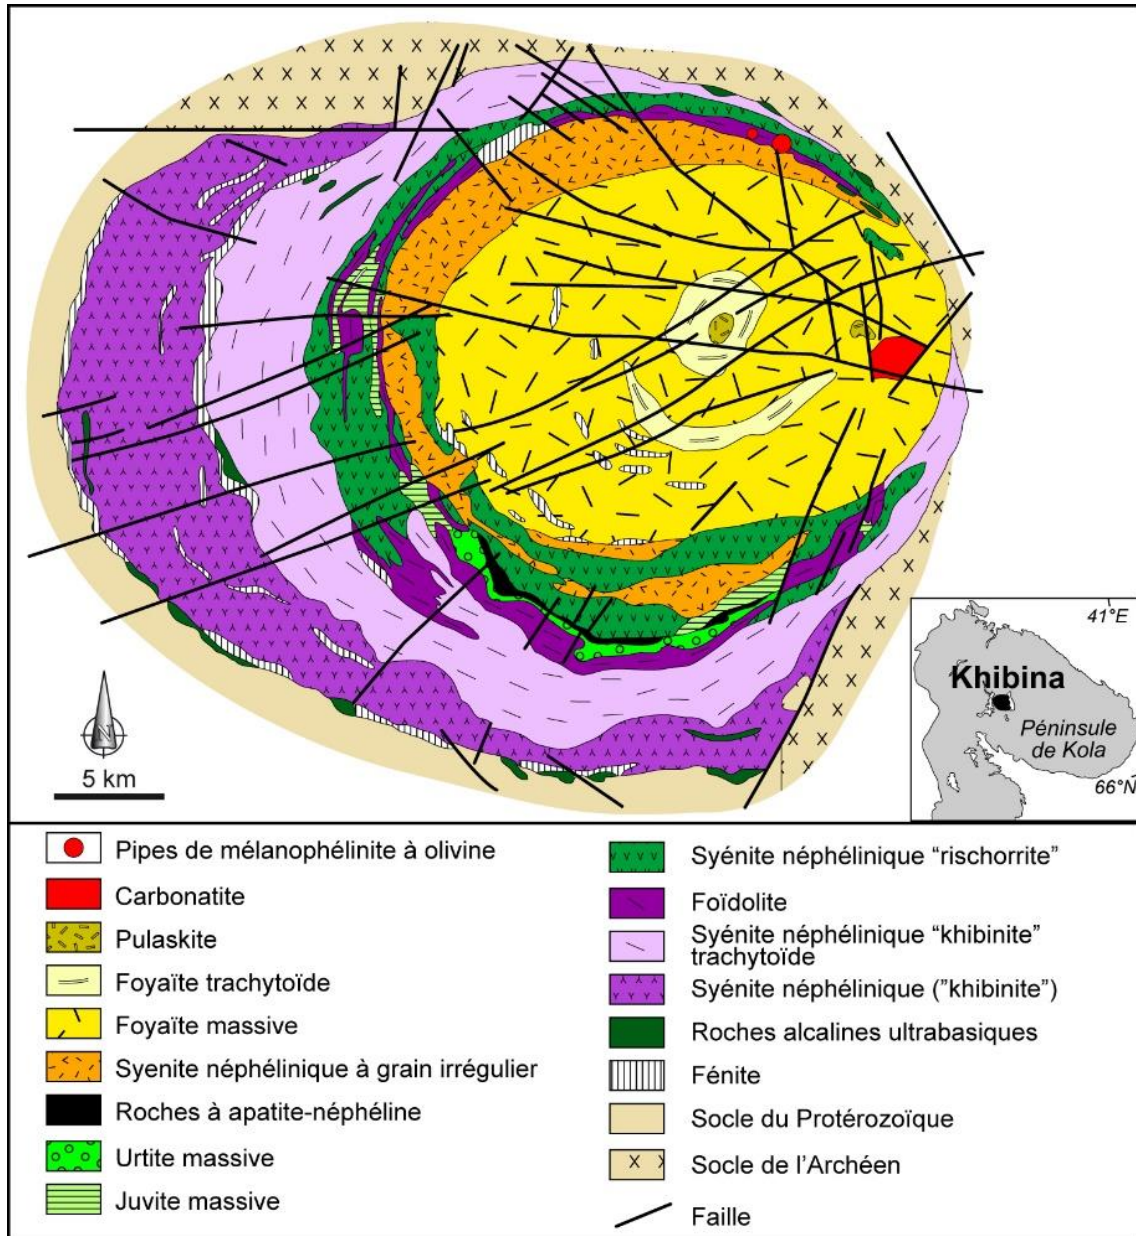 41°E
Khibina
Péninsule
de Kola
66°N
N
5 km
Pipes de mélanophélinite à olivine
Carbonatite
Pulaskite
Foyaïte trachytoïde
Foyaïte massive
Syenite néphélinique à grain irrégulier
Roches à apatite-néphéline
Urtite massive
Juvite massive
Syénite néphélinique “rischorrite”
Foïdolite
Syénite néphélinique “khibinite”
trachytoïde
Syénite néphélinique (”khibinite”)
Roches alcalines ultrabasiques
Fénite
Socle du Protérozoïque
Socle de l’Archéen
Faille